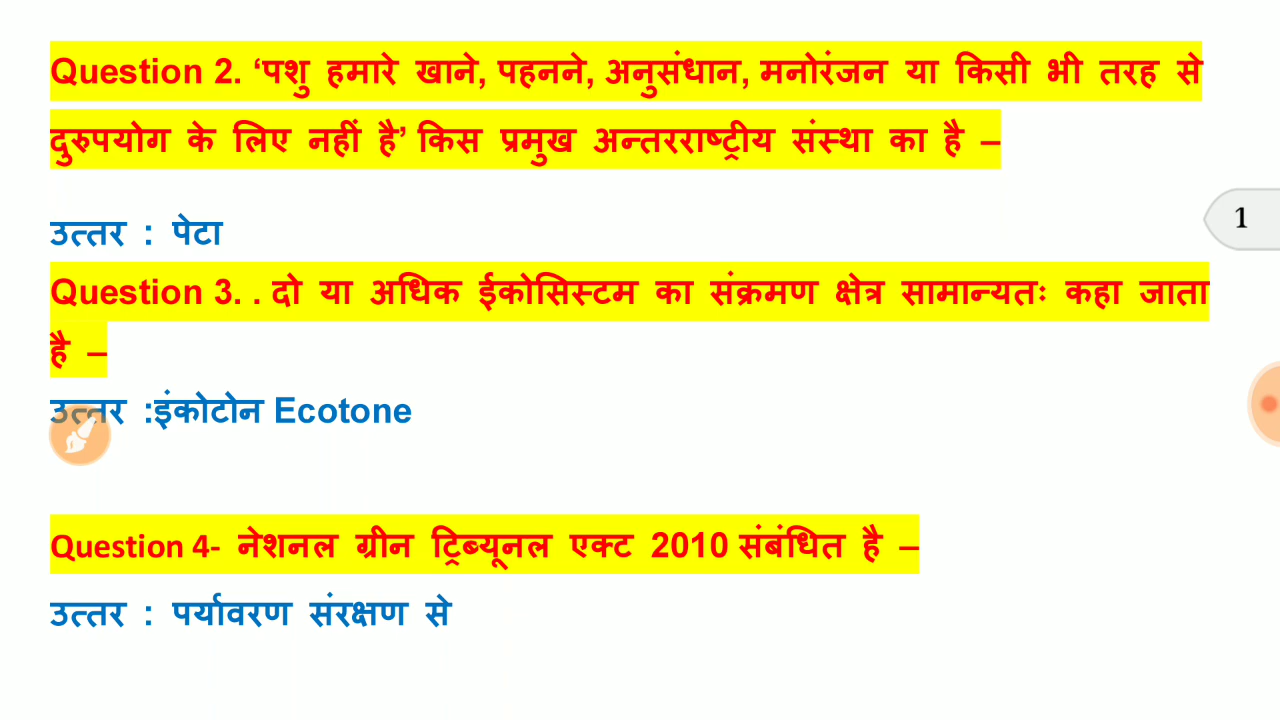 Question 2. ‘पशु हमारे खाने, पहनने, अनुसंधान, मनोरंजन या किसी भी तरह से
दुरुपयोग के लिए नहीं है’ किस प्रमुख अन्तरराष्ट्रीय संस्था का है –
1
उत्तर : पेटा
Question 3. . दो या अधिक ईकोसिस्टम का संक्रमण क्षेत्र सामान्यतः कहा जाता
है –
उत्तर :इंकोटोन Ecotone
Question 4- नेशनल ग्रीन ट्रिब्यूनल एक्ट 2010 संबंधित है –
उत्तर : पर्यावरण संरक्षण से